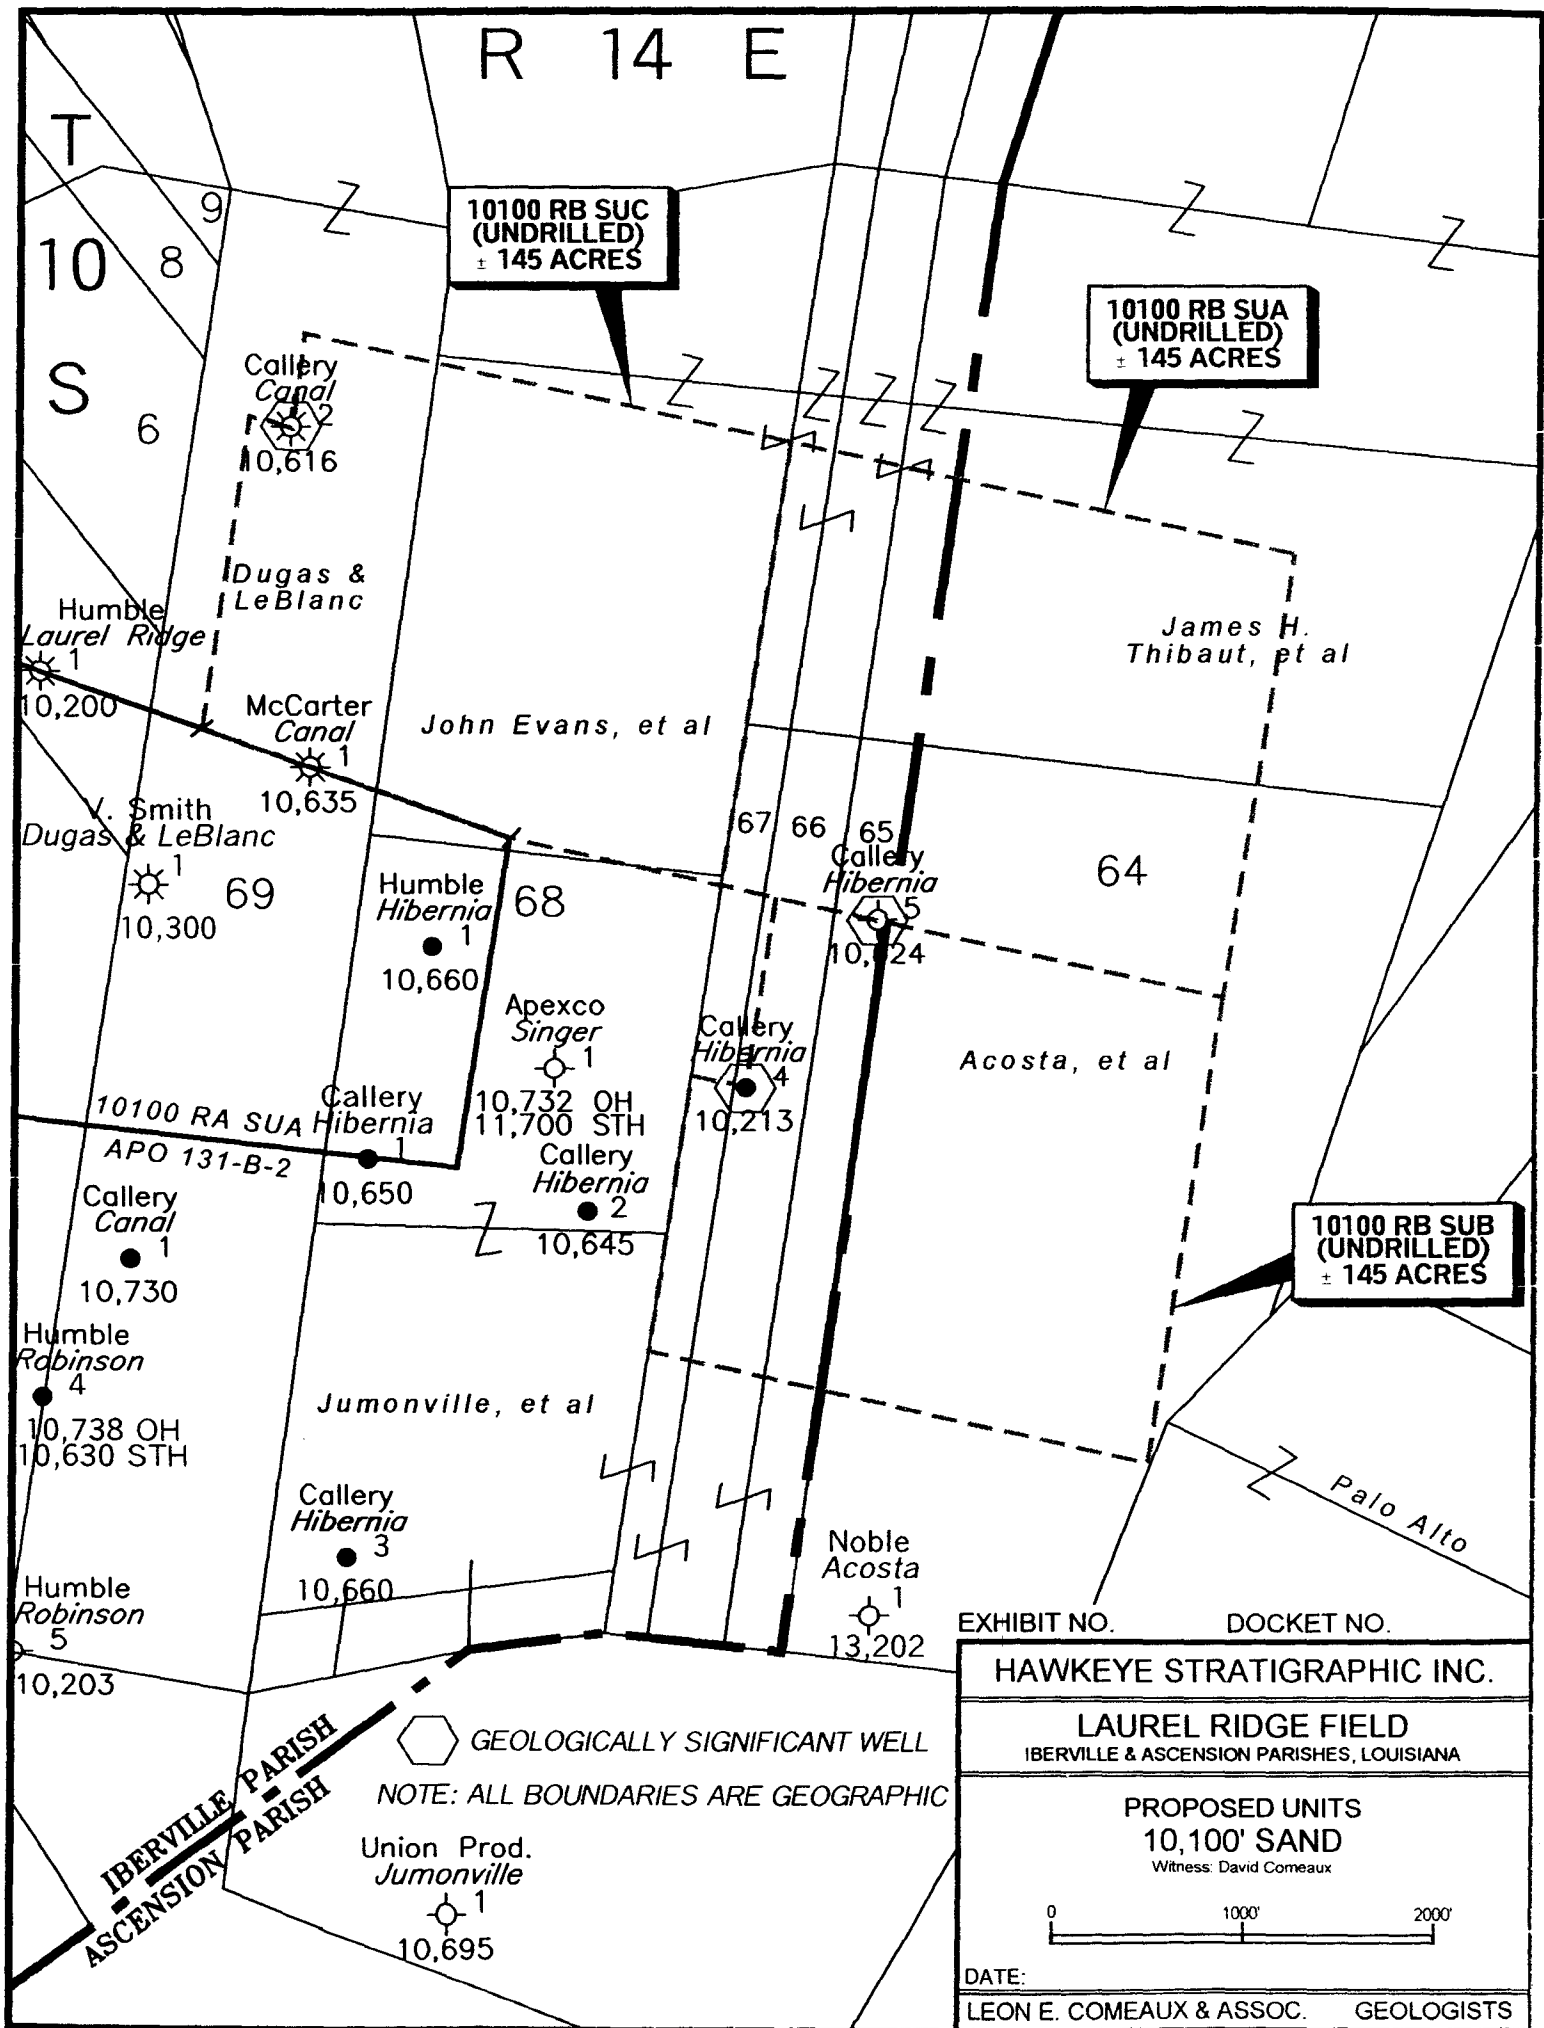 R 14 E
T
10
S
9
8
6
10100 RB SUC
(UNDRILLED)
± 145 ACRES
10100 RB SUA
(UNDRILLED)
± 145 ACRES
Callery
Canal
2
10,616
Dugas &
LeBlanc
Humble
Laurel Ridge
1
10,200
McCarter
Canal
1
10,635
John Evans, et al
James H.
Thibaut, et al
V. Smith
Dugas & LeBlanc
1
10,300
69
Humble
Hibernia
1
10,660
68
67
66
65
Callery
Hibernia
5
64
Apexco
Singer
1
10,732 OH
11,700 STH
Callery
Hibernia
4
10,213
Acosta, et al
10100 RA SUA
APO 131-B-2
Callery
Hibernia
1
10,650
Callery
Hibernia
2
10,645
Callery
Canal
1
10,730
10100 RB SUB
(UNDRILLED)
± 145 ACRES
Humble
Robinson
4
10,738 OH
10,630 STH
Jumonville, et al
Callery
Hibernia
3
10,660
Palo Alto
Noble
Acosta
1
13,202
Humble
Robinson
5
10,203
IBERVILLE PARISH
ASCENSION PARISH
GEOLOGICALLY SIGNIFICANT WELL
NOTE: ALL BOUNDARIES ARE GEOGRAPHIC
Union Prod.
Jumonville
1
10,695
EXHIBIT NO. DOCKET NO.
HAWKEYE STRATIGRAPHIC INC.
LAUREL RIDGE FIELD
IBERVILLE & ASCENSION PARISHES, LOUISIANA
PROPOSED UNITS
10,100' SAND
Witness: David Comeaux
0 1000' 2000'
DATE:
LEON E. COMEAUX & ASSOC. GEOLOGISTS